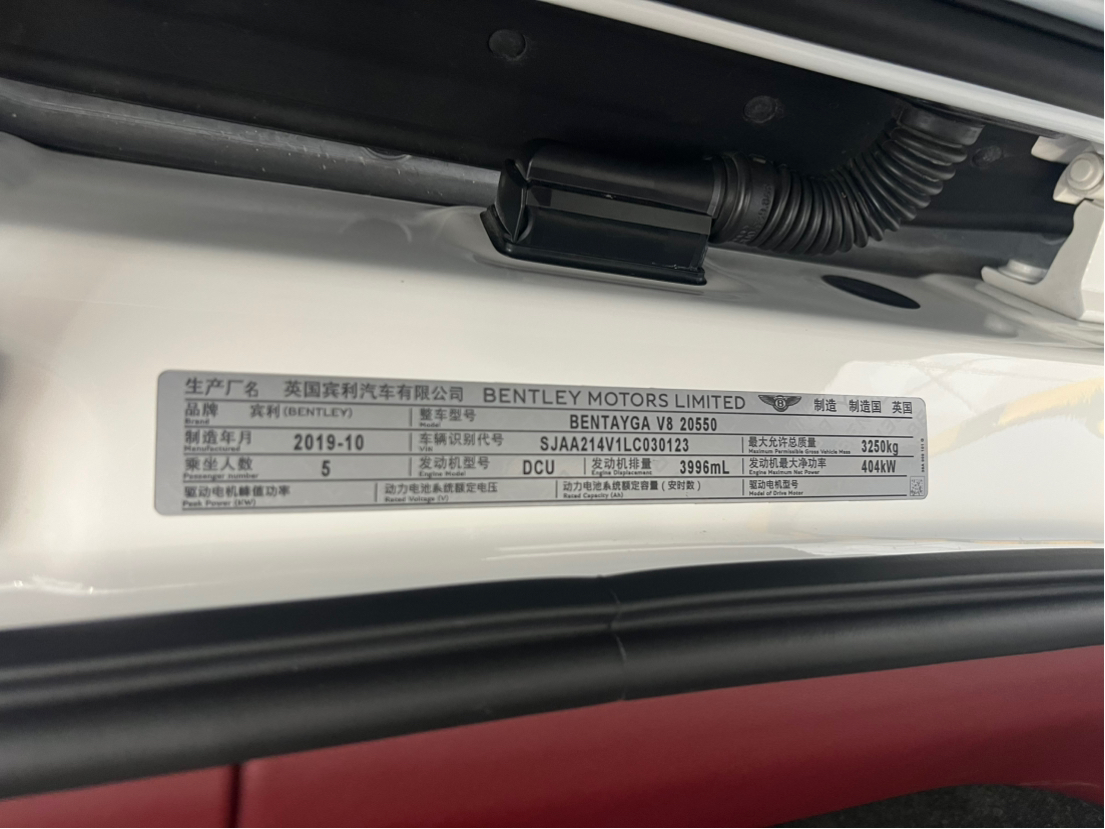 生产厂名 英国宾利汽车有限公司 BENTLEY MOTORS LIMITED B 制造 制造国 英国
品牌 宾利(BENTLEY) 整车型号 BENTAYGA V8 20550
Brand Model
制造年月 2019-10 车辆识别代号 SJAA214V1LC030123 最大允许总质量 3250kg
Manufactured VIN Maximum Permissible Gross Vehicle Mass
乘坐人数 5 发动机型号 DCU 发动机排量 3996mL 发动机最大净功率 404kW
Passenger number Engine Model Engine Displacement Engine Maximum Net Power
驱动电机峰值功率 动力电池系统额定电压 动力电池系统额定容量(安时数) 驱动电机型号
Peak Power (kW) Rated Voltage (V) Rated Capacity (Ah) Model of Drive Motor